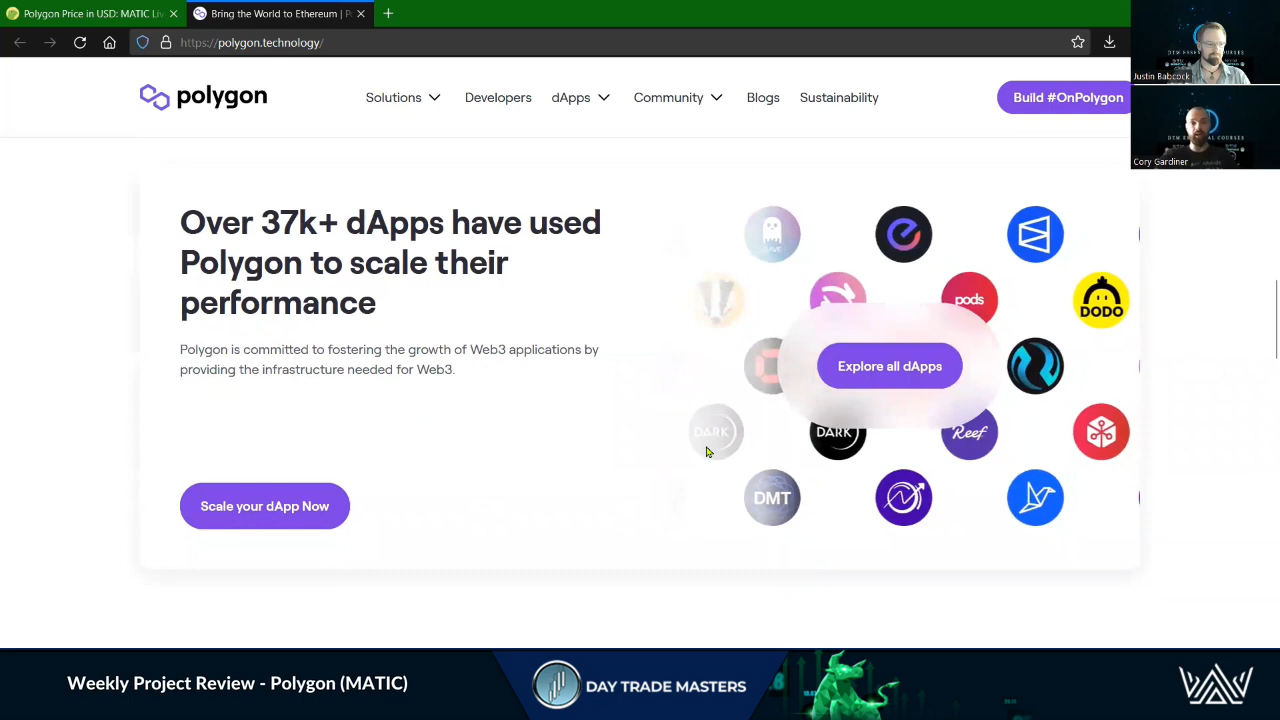 Polygon Price in USD: MATIC Liv
Bring the World to Ethereum | P
https://polygon.technology/
polygon
Solutions
Developers
dApps
Community
Blogs
Sustainability
Build #OnPolygon
Justin Babcock
Cory Gardiner
Over 37k+ dApps have used
Polygon to scale their
performance
Polygon is committed to fostering the growth of Web3 applications by
providing the infrastructure needed for Web3.
Scale your dApp Now
pods
DODO
Explore all dApps
DARK
DARK
Reef
DMT
Weekly Project Review - Polygon (MATIC)
DAY TRADE MASTERS